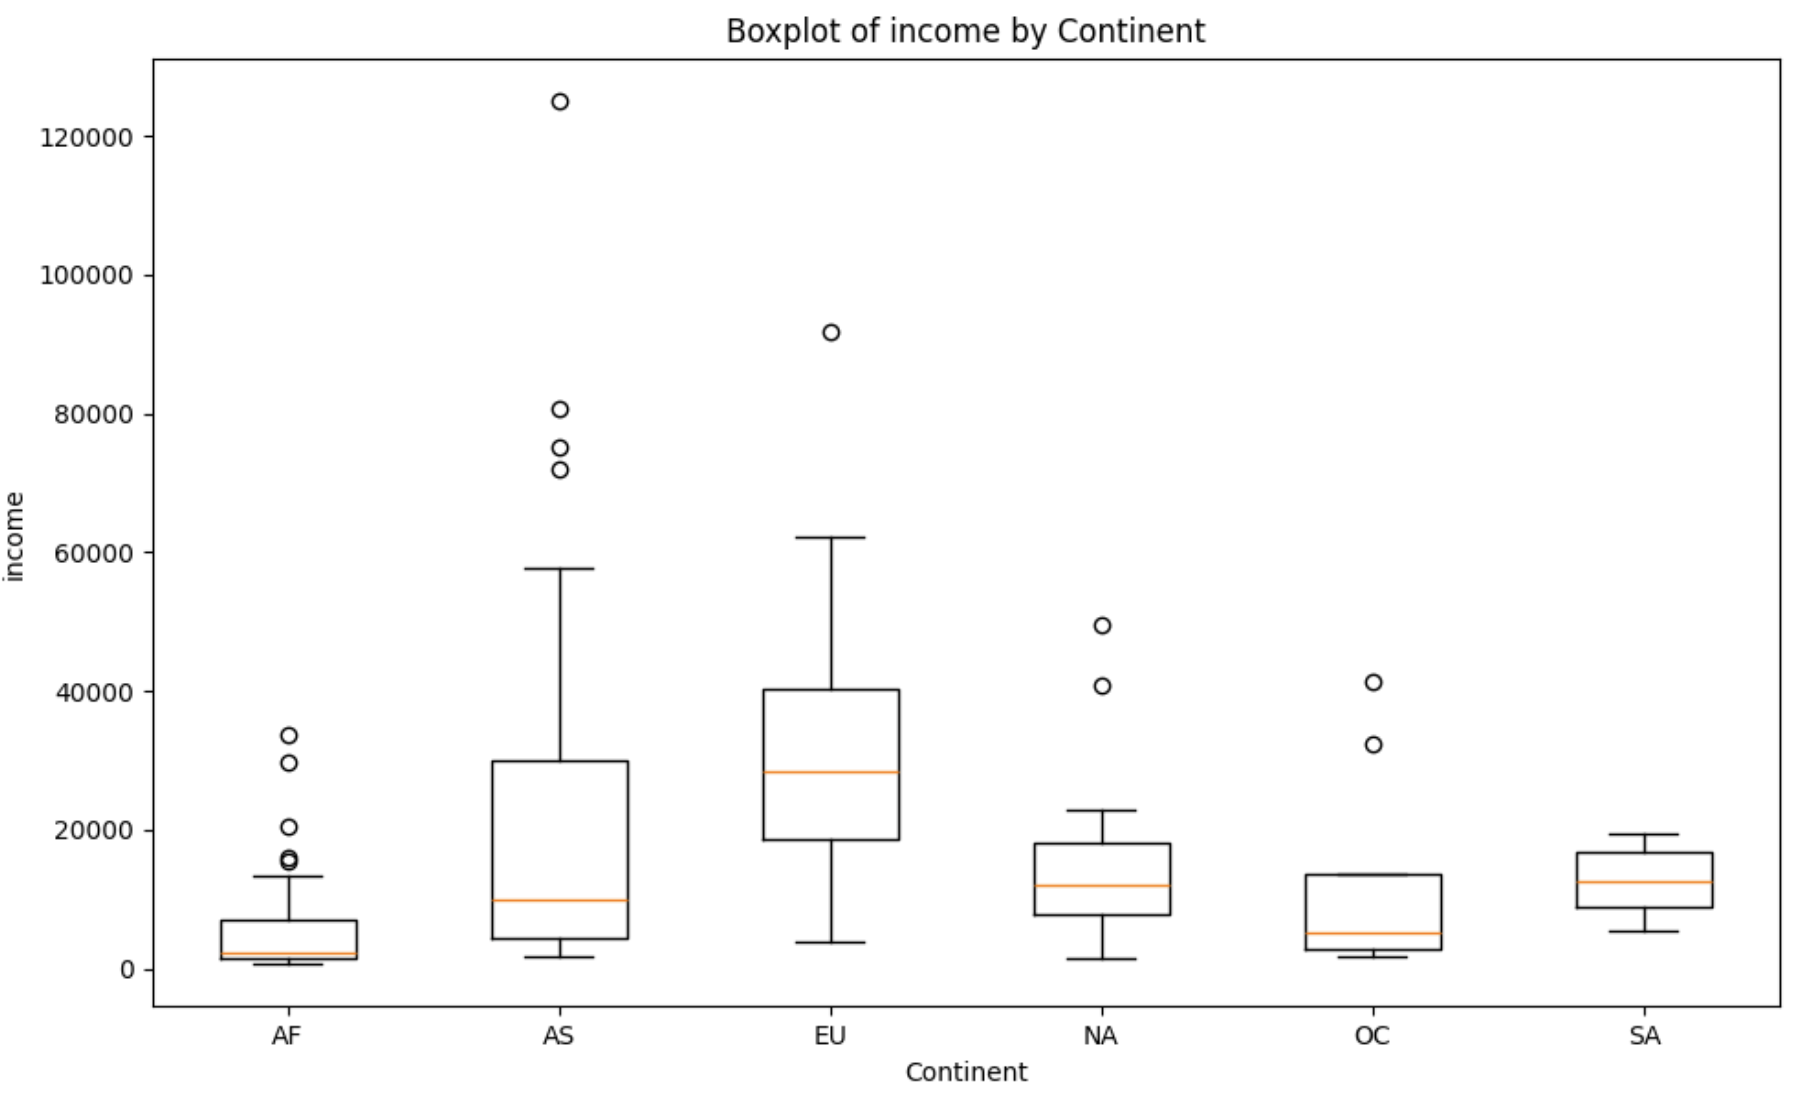 Boxplot of income by Continent
120000
100000
80000
60000
40000
20000
0
income
AF AS EU NA OC SA
Continent